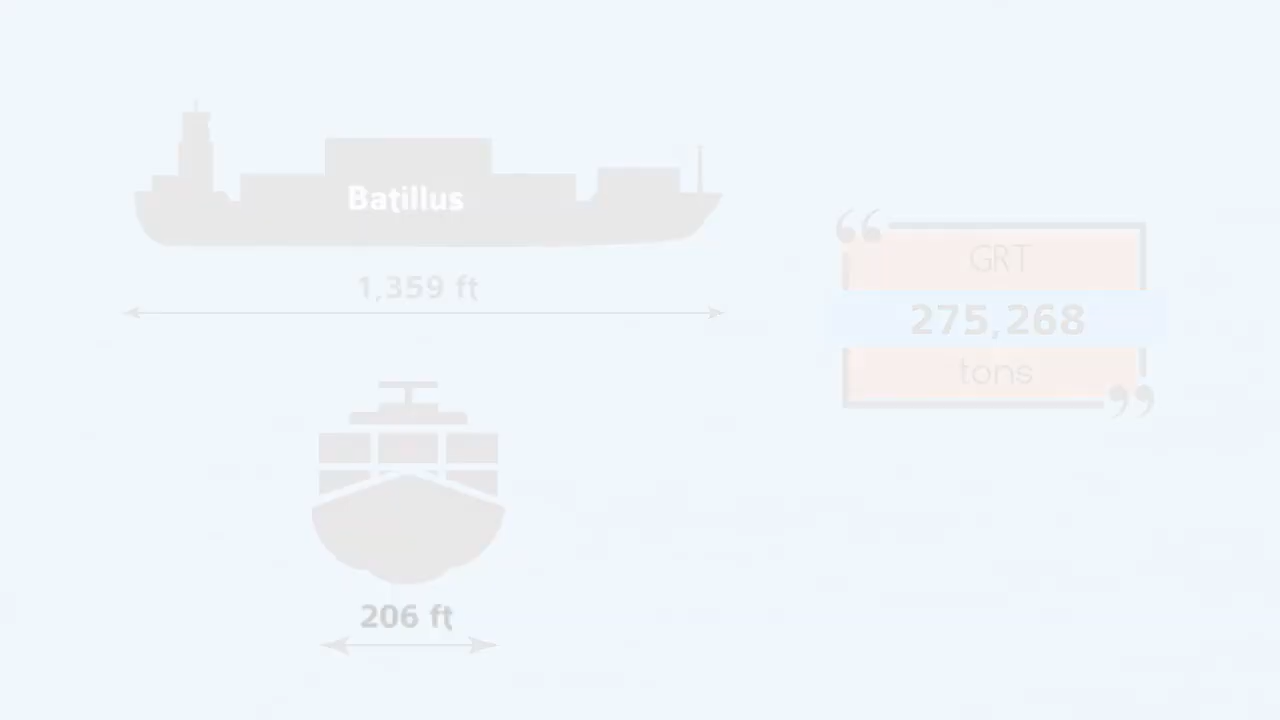 Batillus
1,359 ft
206 ft
“
GRT
275,268
tons
”